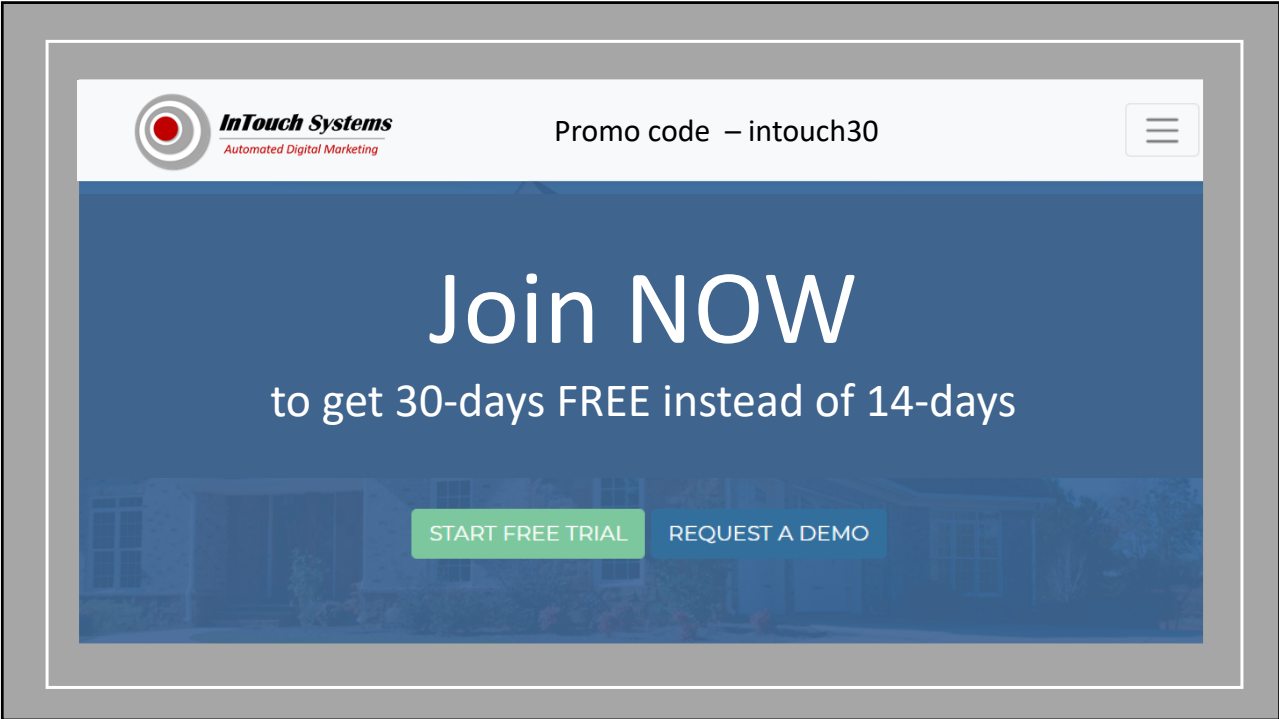 InTouch Systems
Automated Digital Marketing
Promo code – intouch30
Join NOW
to get 30-days FREE instead of 14-days
START FREE TRIAL
REQUEST A DEMO